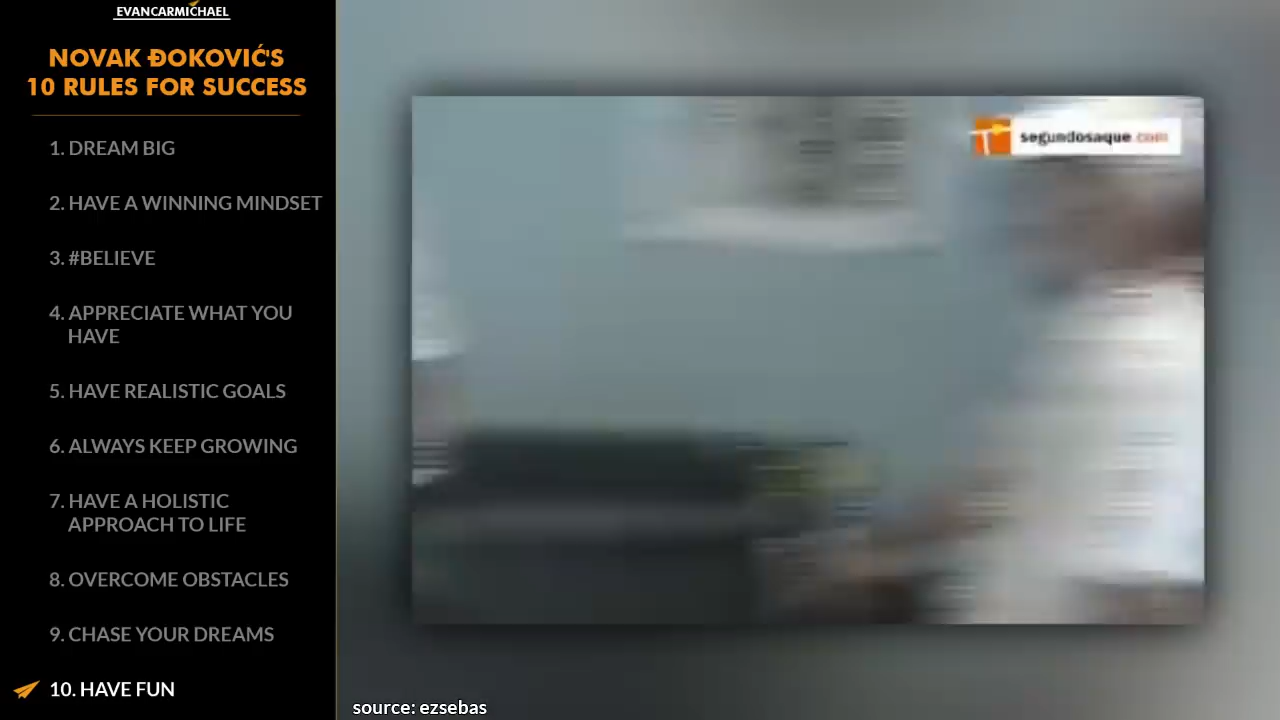 EVANCARMICHAEL
NOVAK ĐOKOVIĆ'S
10 RULES FOR SUCCESS
1. DREAM BIG
2. HAVE A WINNING MINDSET
3. #BELIEVE
4. APPRECIATE WHAT YOU
HAVE
5. HAVE REALISTIC GOALS
6. ALWAYS KEEP GROWING
7. HAVE A HOLISTIC
APPROACH TO LIFE
8. OVERCOME OBSTACLES
9. CHASE YOUR DREAMS
10. HAVE FUN
segundosaque.com
source: ezsebas